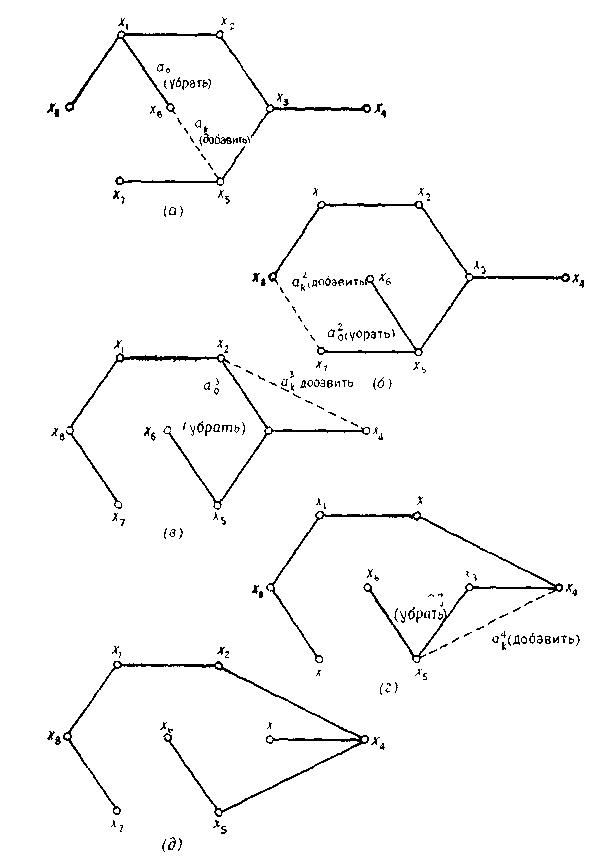 x₁ x₂
a₀ (убрать)
x₈ x₆ x₃ x₄
aₖ (добавить)
x₇ x₅
(а)
x x₂
x₈ aₖ² (добавить) x₆ x₃ x₄
a₀² (убрать)
x₇ x₅
(б)
x₁ x₂
a₀³ aₖ³ добавить
x₈ x₆ (убрать) x₄
x₇ x₅
(в)
x₁ x
x₈ x₆ x₃ x₄
(убрать)
aₖ⁴ (добавить)
x x₅
(г)
x₁ x₂
x₈ x x₄
x₇ x₅
(д)